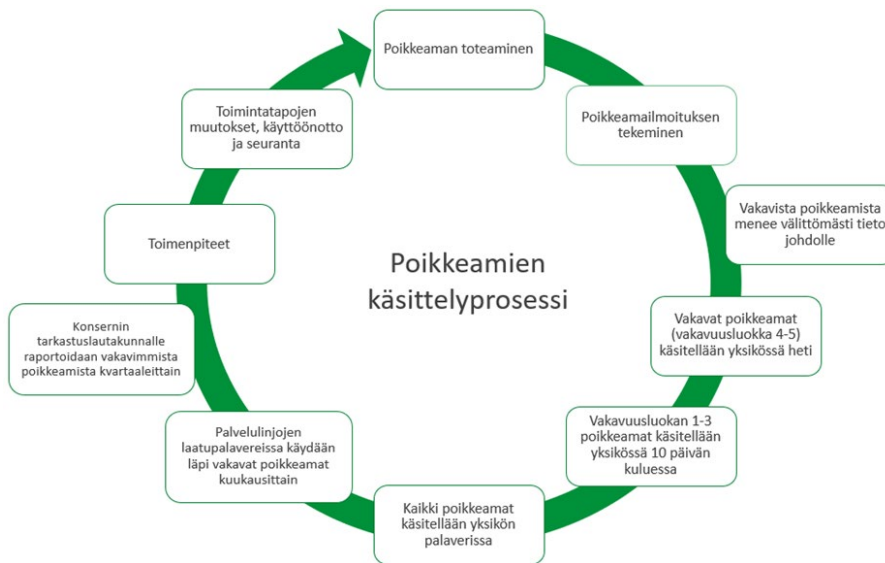 Poikkeaman toteaminen
Poikkeamailmoituksen
tekeminen
Vakavista poikkeamista
menee välittömästi tieto
johdolle
Vakavat poikkeamat
(vakavuusluokka 4-5)
käsitellään yksikössä heti
Vakavuusluokan 1-3
poikkeamat käsitellään
yksikössä 10 päivän
kuluessa
Kaikki poikkeamat
käsitellään yksikön
palaverissa
Palvelulinjojen
laatupalavereissa käydään
läpi vakavat poikkeamat
kuukausittain
Konsernin
tarkastuslautakunnalle
raportoidaan vakavimmista
poikkeamista kvartaaleittain
Toimenpiteet
Toimintatapojen
muutokset, käyttöönotto
ja seuranta
Poikkeamien
käsittelyprosessi